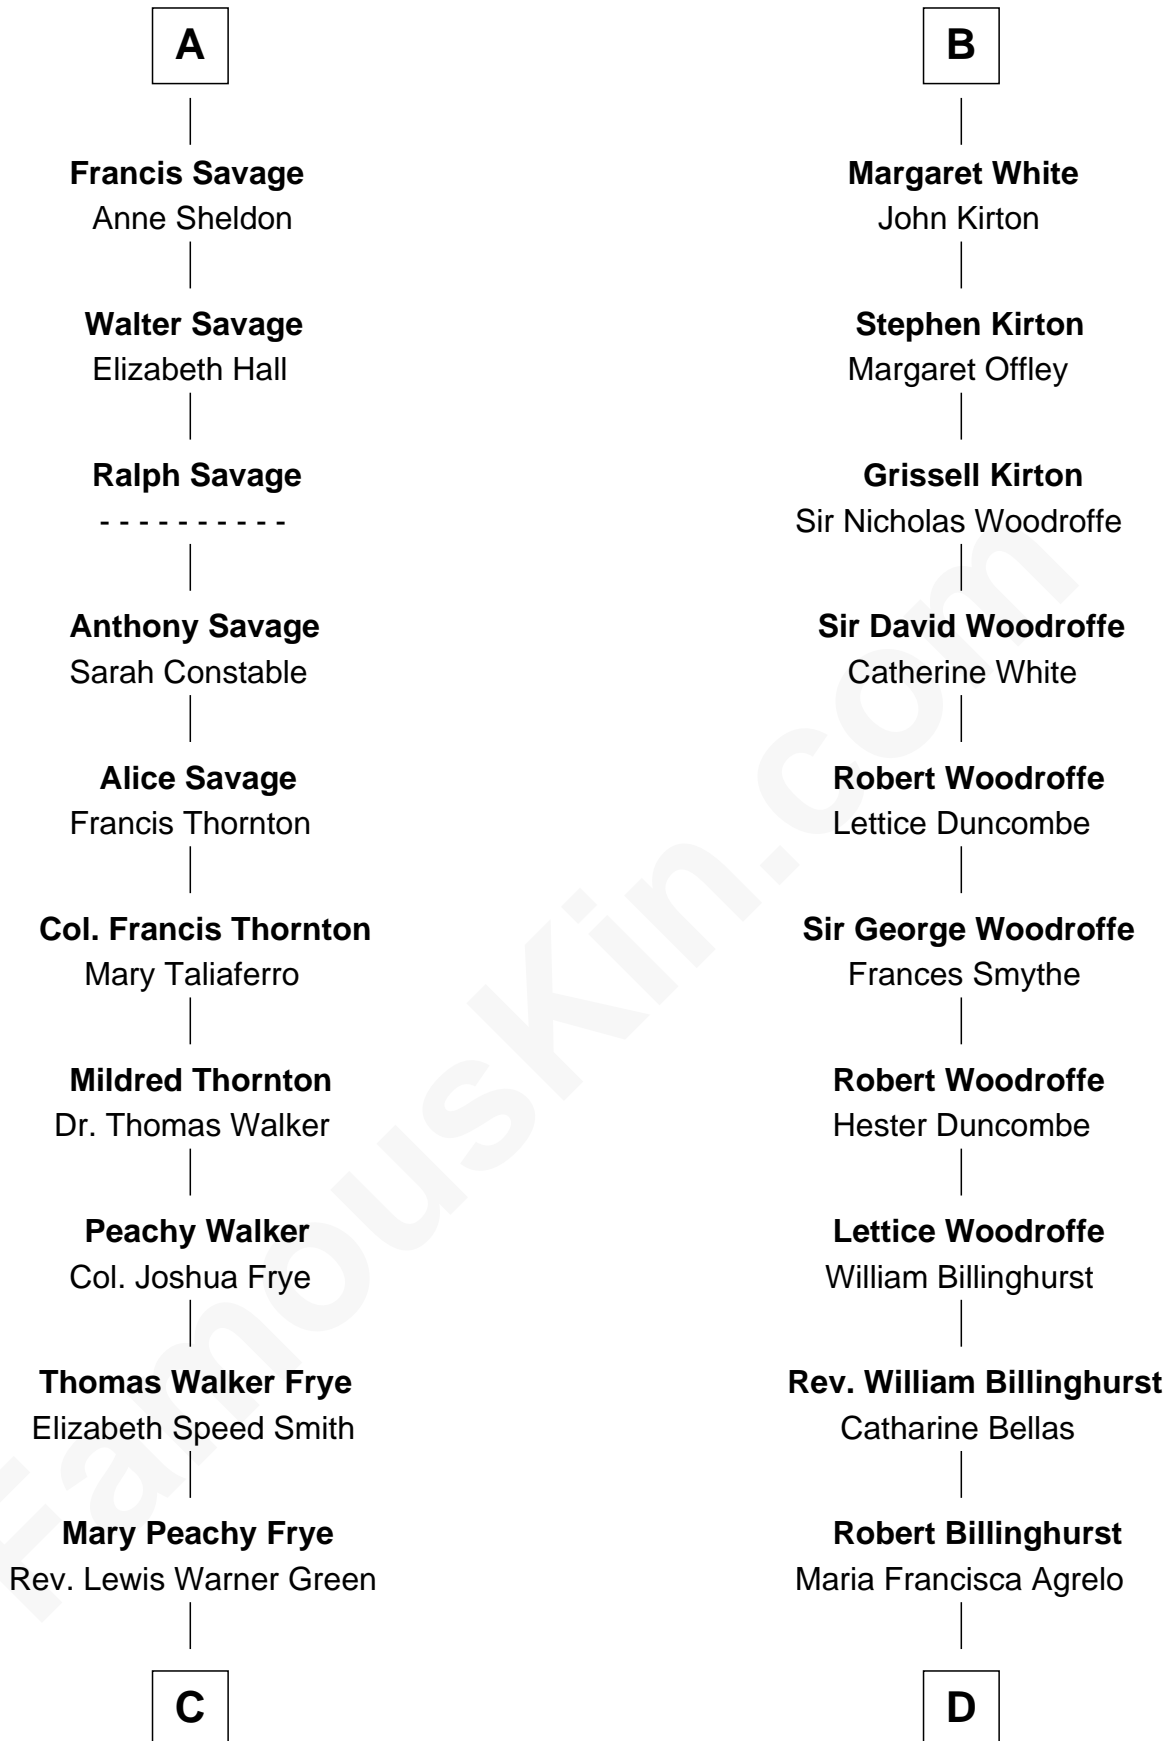 A
Francis Savage
Anne Sheldon
Walter Savage
Elizabeth Hall
Ralph Savage
- - - - - - - - - -
Anthony Savage
Sarah Constable
Alice Savage
Francis Thornton
Col. Francis Thornton
Mary Taliaferro
Mildred Thornton
Dr. Thomas Walker
Peachy Walker
Col. Joshua Frye
Thomas Walker Frye
Elizabeth Speed Smith
Mary Peachy Frye
Rev. Lewis Warner Green
C
B
Margaret White
John Kirton
Stephen Kirton
Margaret Offley
Grissell Kirton
Sir Nicholas Woodroffe
Sir David Woodroffe
Catherine White
Robert Woodroffe
Lettice Duncombe
Sir George Woodroffe
Frances Smythe
Robert Woodroffe
Hester Duncombe
Lettice Woodroffe
William Billinghurst
Rev. William Billinghurst
Catharine Bellas
Robert Billinghurst
Maria Francisca Agrelo
D
FamousKin.com